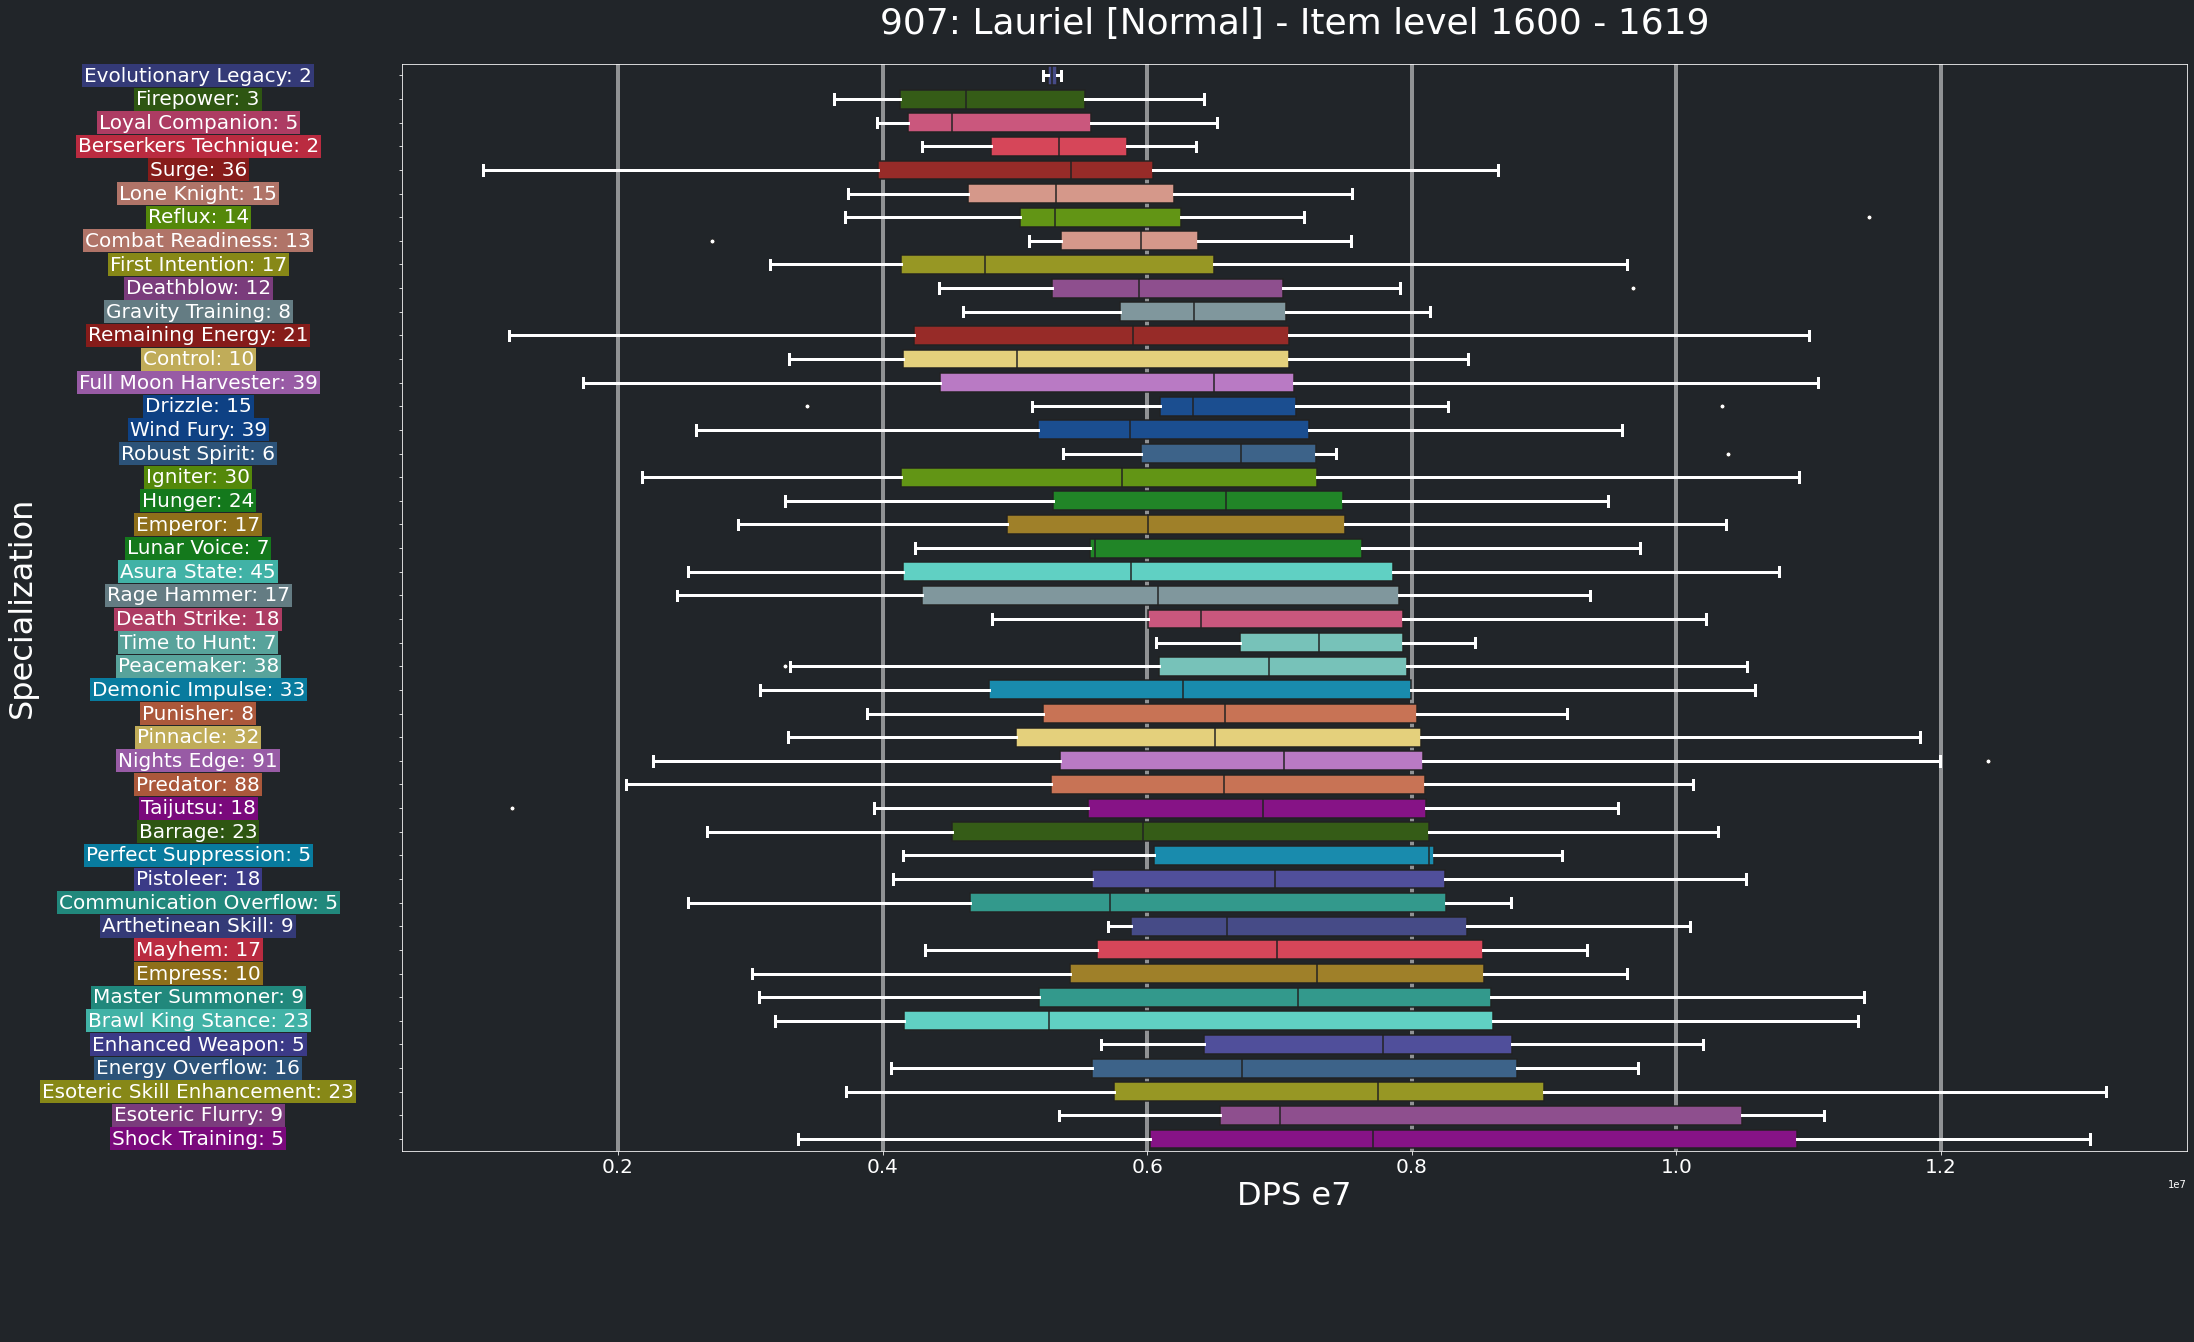 907: Lauriel [Normal] - Item level 1600 - 1619
Evolutionary Legacy: 2
Firepower: 3
Loyal Companion: 5
Berserkers Technique: 2
Surge: 36
Lone Knight: 15
Reflux: 14
Combat Readiness: 13
First Intention: 17
Deathblow: 12
Gravity Training: 8
Remaining Energy: 21
Control: 10
Full Moon Harvester: 39
Drizzle: 15
Wind Fury: 39
Robust Spirit: 6
Igniter: 30
Hunger: 24
Emperor: 17
Lunar Voice: 7
Asura State: 45
Rage Hammer: 17
Death Strike: 18
Time to Hunt: 7
Peacemaker: 38
Demonic Impulse: 33
Punisher: 8
Pinnacle: 32
Nights Edge: 91
Predator: 88
Taijutsu: 18
Barrage: 23
Perfect Suppression: 5
Pistoleer: 18
Communication Overflow: 5
Arthetinean Skill: 9
Mayhem: 17
Empress: 10
Master Summoner: 9
Brawl King Stance: 23
Enhanced Weapon: 5
Energy Overflow: 16
Esoteric Skill Enhancement: 23
Esoteric Flurry: 9
Shock Training: 5
Specialization
0.2 0.4 0.6 0.8 1.0 1.2
1e7
DPS e7